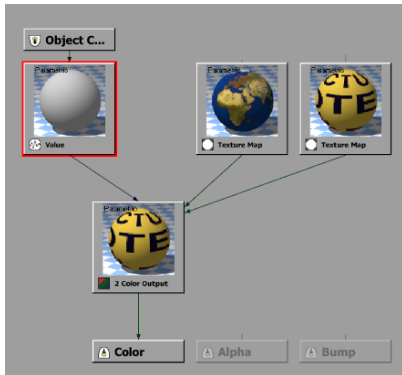 Object C...
Parametric
Parametric
Parametric
CTU
OTE
Value
Texture Map
Texture Map
Parametric
CTU
OTE
2 Color Output
Color
Alpha
Bump